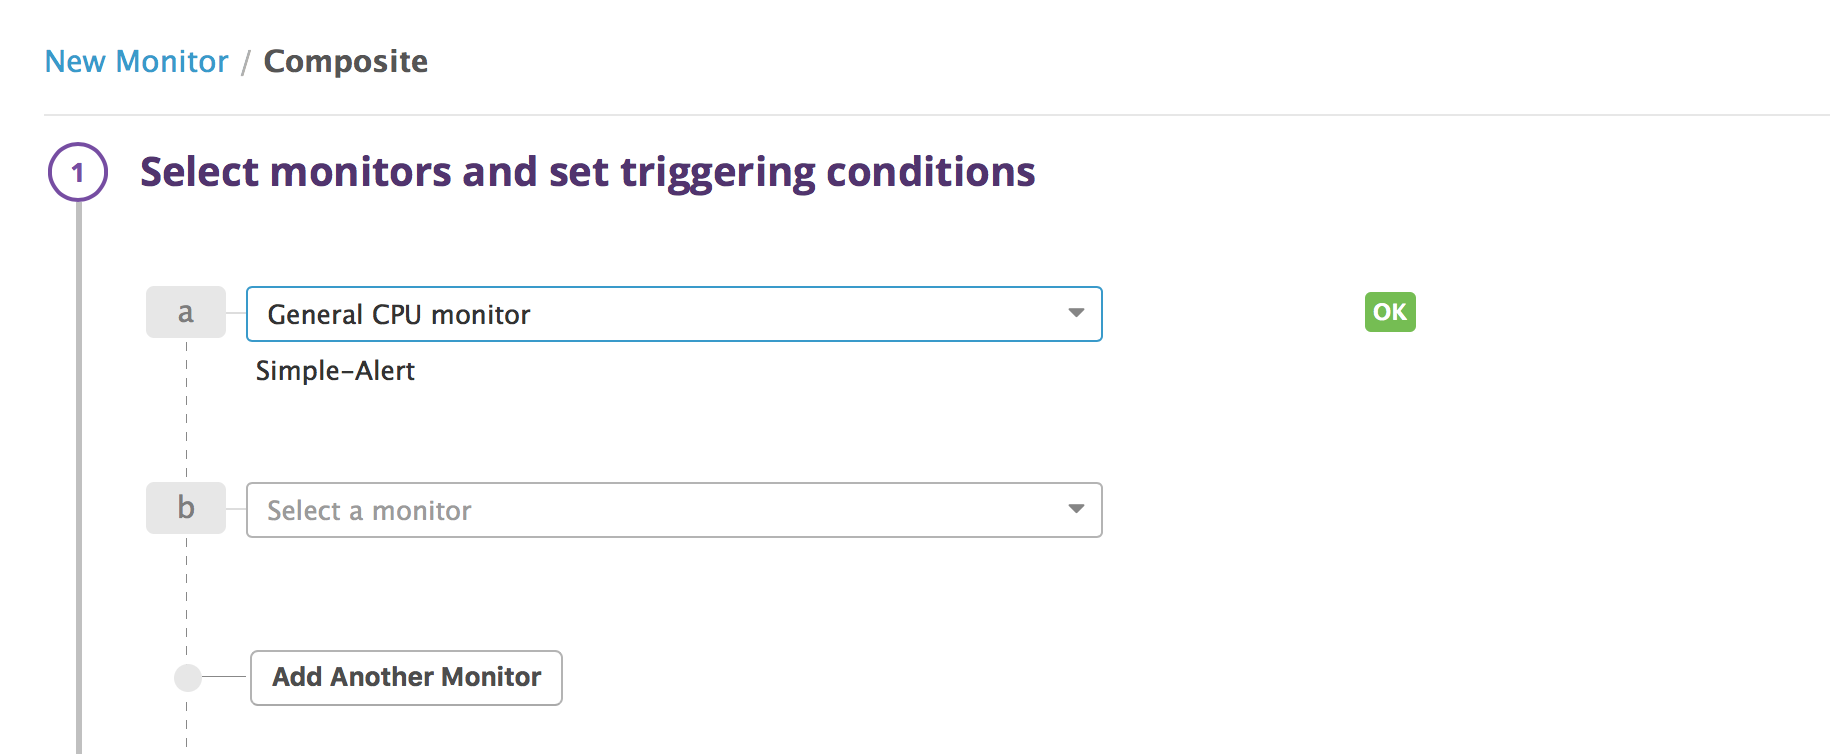 New Monitor / Composite
1 Select monitors and set triggering conditions
a General CPU monitor OK
Simple-Alert
b Select a monitor
Add Another Monitor